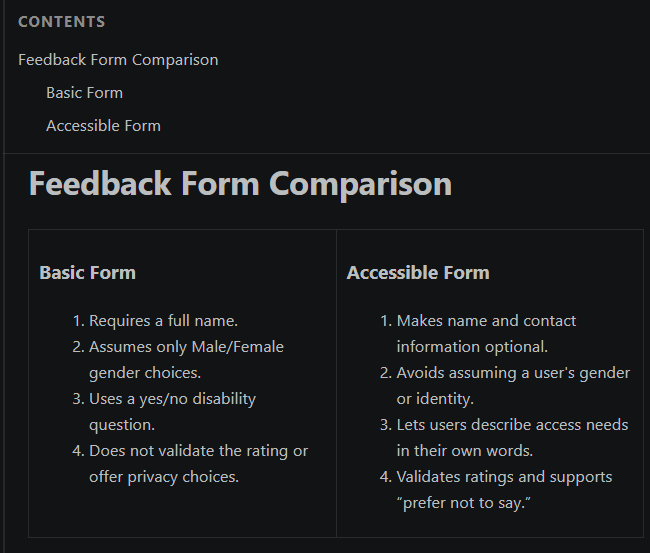 CONTENTS
Feedback Form Comparison
Basic Form
Accessible Form
Feedback Form Comparison
Basic Form
1. Requires a full name.
2. Assumes only Male/Female
gender choices.
3. Uses a yes/no disability
question.
4. Does not validate the rating or
offer privacy choices.
Accessible Form
1. Makes name and contact
information optional.
2. Avoids assuming a user's gender
or identity.
3. Lets users describe access needs
in their own words.
4. Validates ratings and supports
“prefer not to say.”